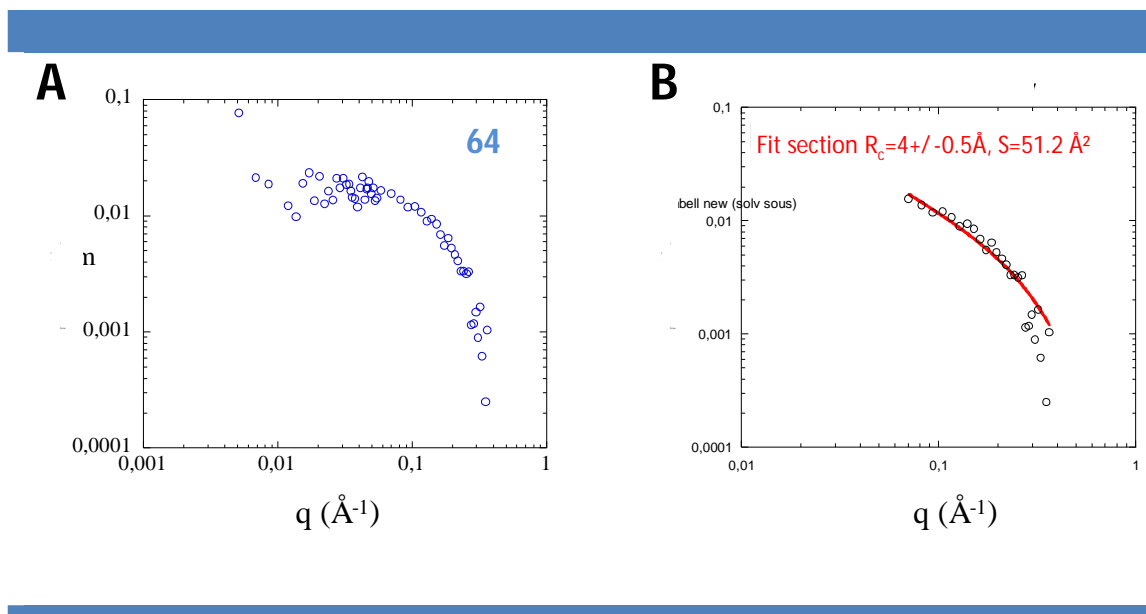 A
0,1
64
0,01
n
0,001
0,0001
0,001
0,01
0,1
1
q (Å⁻¹)
B
0,1
Fit section Rc=4+/-0.5Å, S=51.2 Å²
bell new (solv sous)
0,01
0,001
0,0001
0,01
0,1
1
q (Å⁻¹)